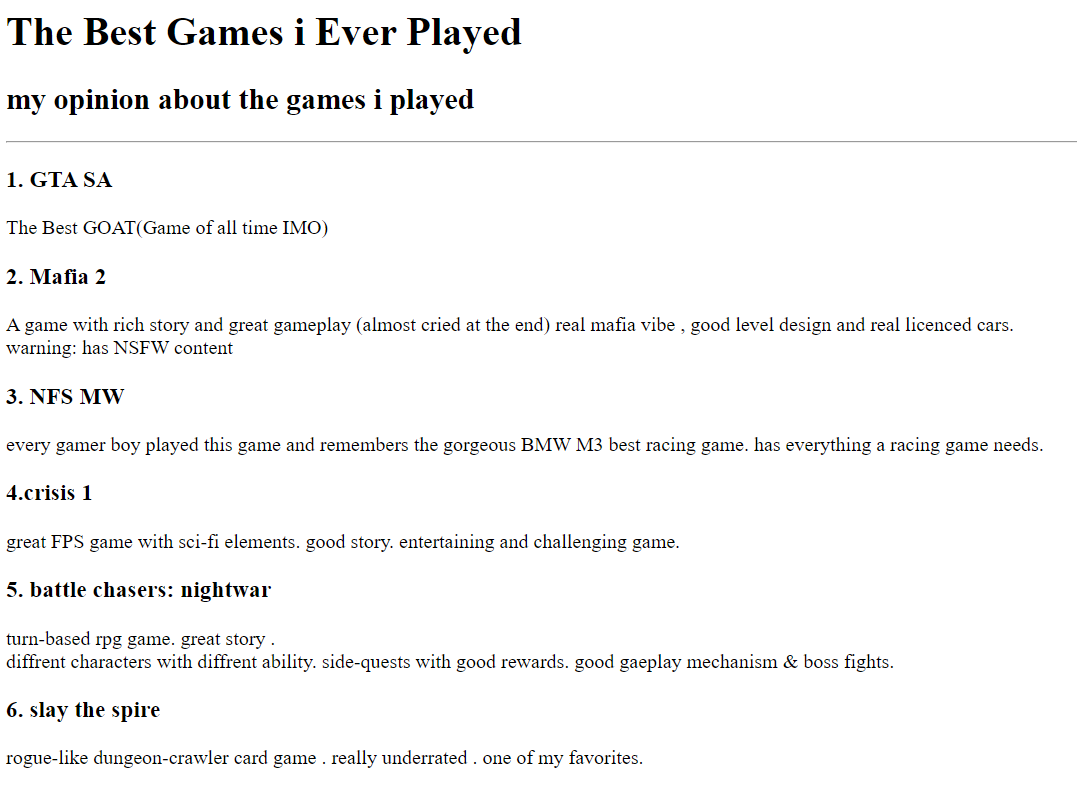 The Best Games i Ever Played
my opinion about the games i played
1. GTA SA
The Best GOAT(Game of all time IMO)
2. Mafia 2
A game with rich story and great gameplay (almost cried at the end) real mafia vibe , good level design and real licenced cars.
warning: has NSFW content
3. NFS MW
every gamer boy played this game and remembers the gorgeous BMW M3 best racing game. has everything a racing game needs.
4.crisis 1
great FPS game with sci-fi elements. good story. entertaining and challenging game.
5. battle chasers: nightwar
turn-based rpg game. great story .
diffrent characters with diffrent ability. side-quests with good rewards. good gaeplay mechanism & boss fights.
6. slay the spire
rogue-like dungeon-crawler card game . really underrated . one of my favorites.